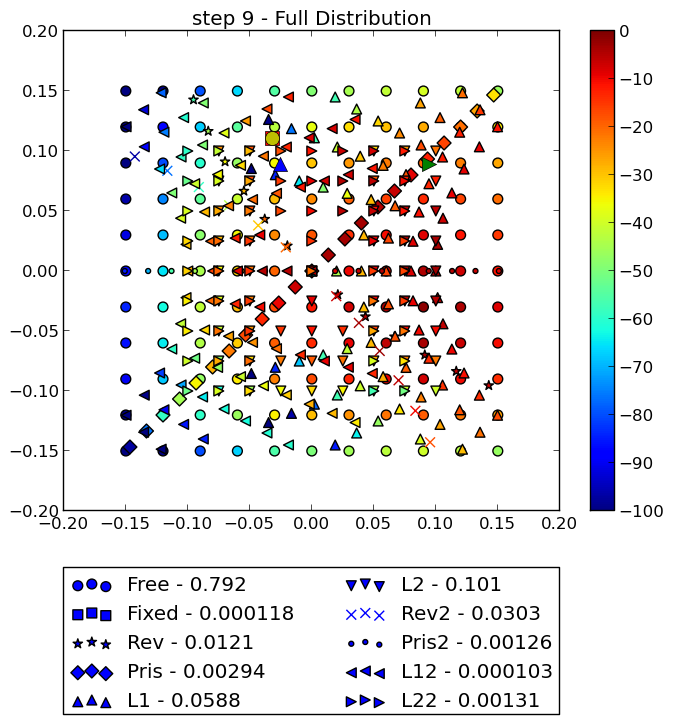 step 9 - Full Distribution
0.20
0.15
0.10
0.05
0.00
−0.05
−0.10
−0.15
−0.20
−0.20 −0.15 −0.10 −0.05 0.00 0.05 0.10 0.15 0.20
0
−10
−20
−30
−40
−50
−60
−70
−80
−90
−100
Free - 0.792
Fixed - 0.000118
Rev - 0.0121
Pris - 0.00294
L1 - 0.0588
L2 - 0.101
Rev2 - 0.0303
Pris2 - 0.00126
L12 - 0.000103
L22 - 0.00131